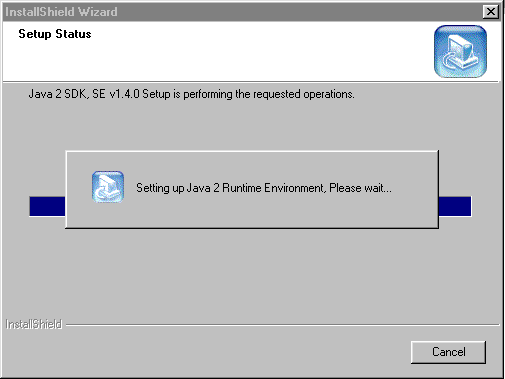 InstallShield Wizard
Setup Status
Java 2 SDK, SE v1.4.0 Setup is performing the requested operations.
Setting up Java 2 Runtime Environment, Please wait...
InstallShield
Cancel